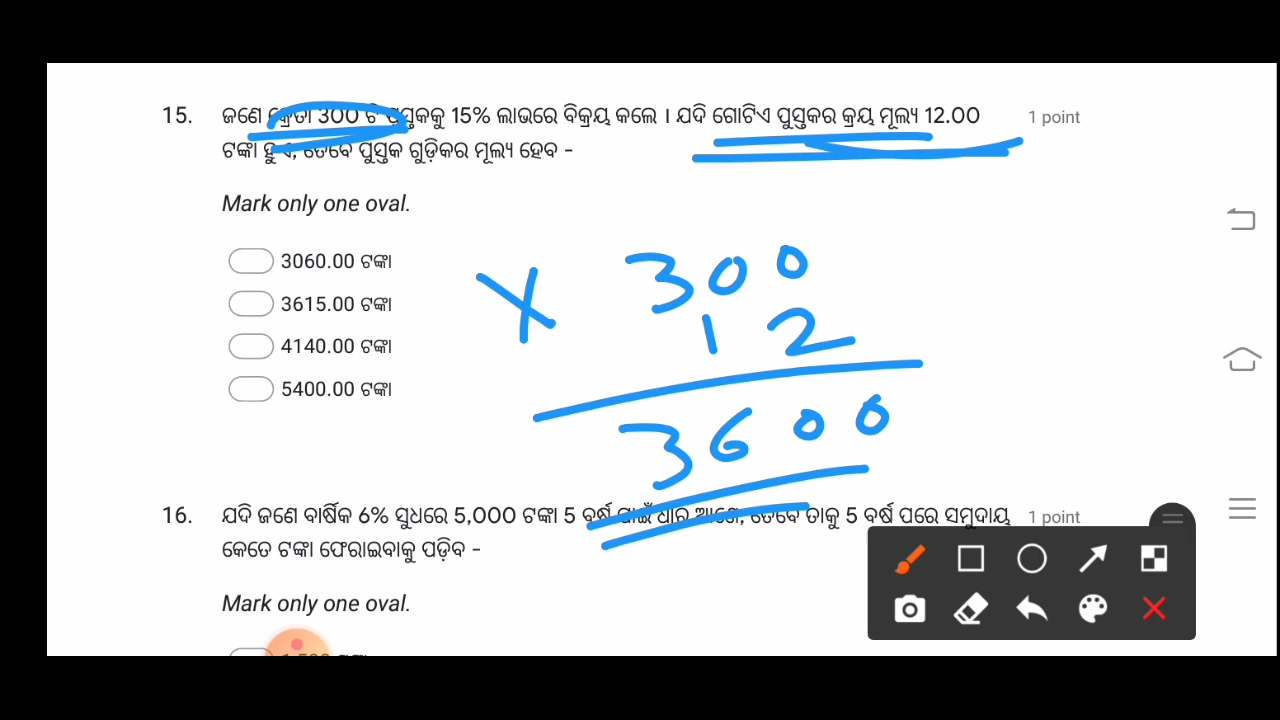 15. ଜଣେ କ୍ରେତା 300 ଟି ପୁସ୍ତକକୁ 15% ଲାଭରେ ବିକ୍ରୟ କଲେ । ଯଦି ଗୋଟିଏ ପୁସ୍ତକର କ୍ରୟ ମୂଲ୍ୟ 12.00 1 point
ଟଙ୍କା ହୁଏ, ତେବେ ପୁସ୍ତକ ଗୁଡ଼ିକର ମୂଲ୍ୟ ହେବ -
Mark only one oval.
3060.00 ଟଙ୍କା
3615.00 ଟଙ୍କା
4140.00 ଟଙ୍କା
5400.00 ଟଙ୍କା
300
X 12
3600
16. ଯଦି ଜଣେ ବାର୍ଷିକ 6% ସୁଧରେ 5,000 ଟଙ୍କା 5 ବର୍ଷ ପାଇଁ ଧାର ଆଣେ, ତେବେ ତାକୁ 5 ବର୍ଷ ପରେ ସମୁଦାୟ 1 point
କେତେ ଟଙ୍କା ଫେରାଇବାକୁ ପଡ଼ିବ -
Mark only one oval.